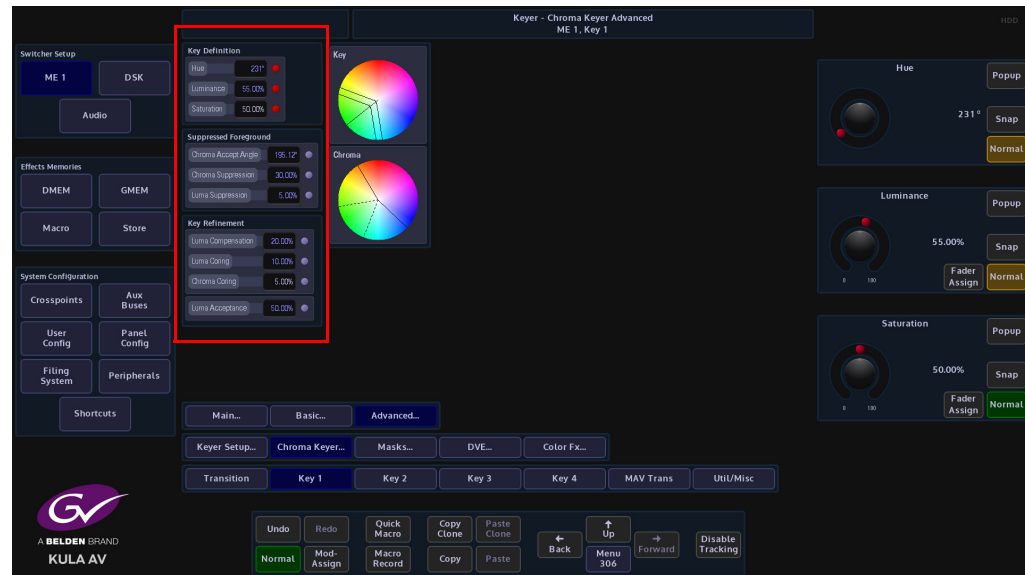 Keyer - Chroma Keyer Advanced
ME 1, Key 1
HDD
Switcher Setup
ME 1
DSK
Audio
Effects Memories
DMEM
GMEM
Macro
Store
System Configuration
Crosspoints
Aux
Buses
User
Config
Panel
Config
Filing
System
Peripherals
Shortcuts
Key Definition
Hue 231°
Luminance 55.00%
Saturation 50.00%
Suppressed Foreground
Chroma Accept Angle 195.12°
Chroma Suppression 30.00%
Luma Suppression 5.00%
Key Refinement
Luma Compensation 20.00%
Luma Coring 10.00%
Chroma Coring 5.00%
Luma Acceptance 50.00%
Key
Chroma
Hue
Popup
231°
Snap
Normal
Luminance
Popup
55.00%
Snap
0 100
Fader
Assign
Normal
Saturation
Popup
50.00%
Snap
0 100
Fader
Assign
Normal
Main...
Basic...
Advanced...
Keyer Setup...
Chroma Keyer...
Masks...
DVE...
Color Fx...
Transition
Key 1
Key 2
Key 3
Key 4
MAV Trans
Util/Misc
GV
A BELDEN BRAND
KULA AV
Undo
Redo
Quick
Macro
Copy
Clone
Paste
Clone
Back
Up
Forward
Disable
Tracking
Normal
Mod-
Assign
Macro
Record
Copy
Paste
Menu
306